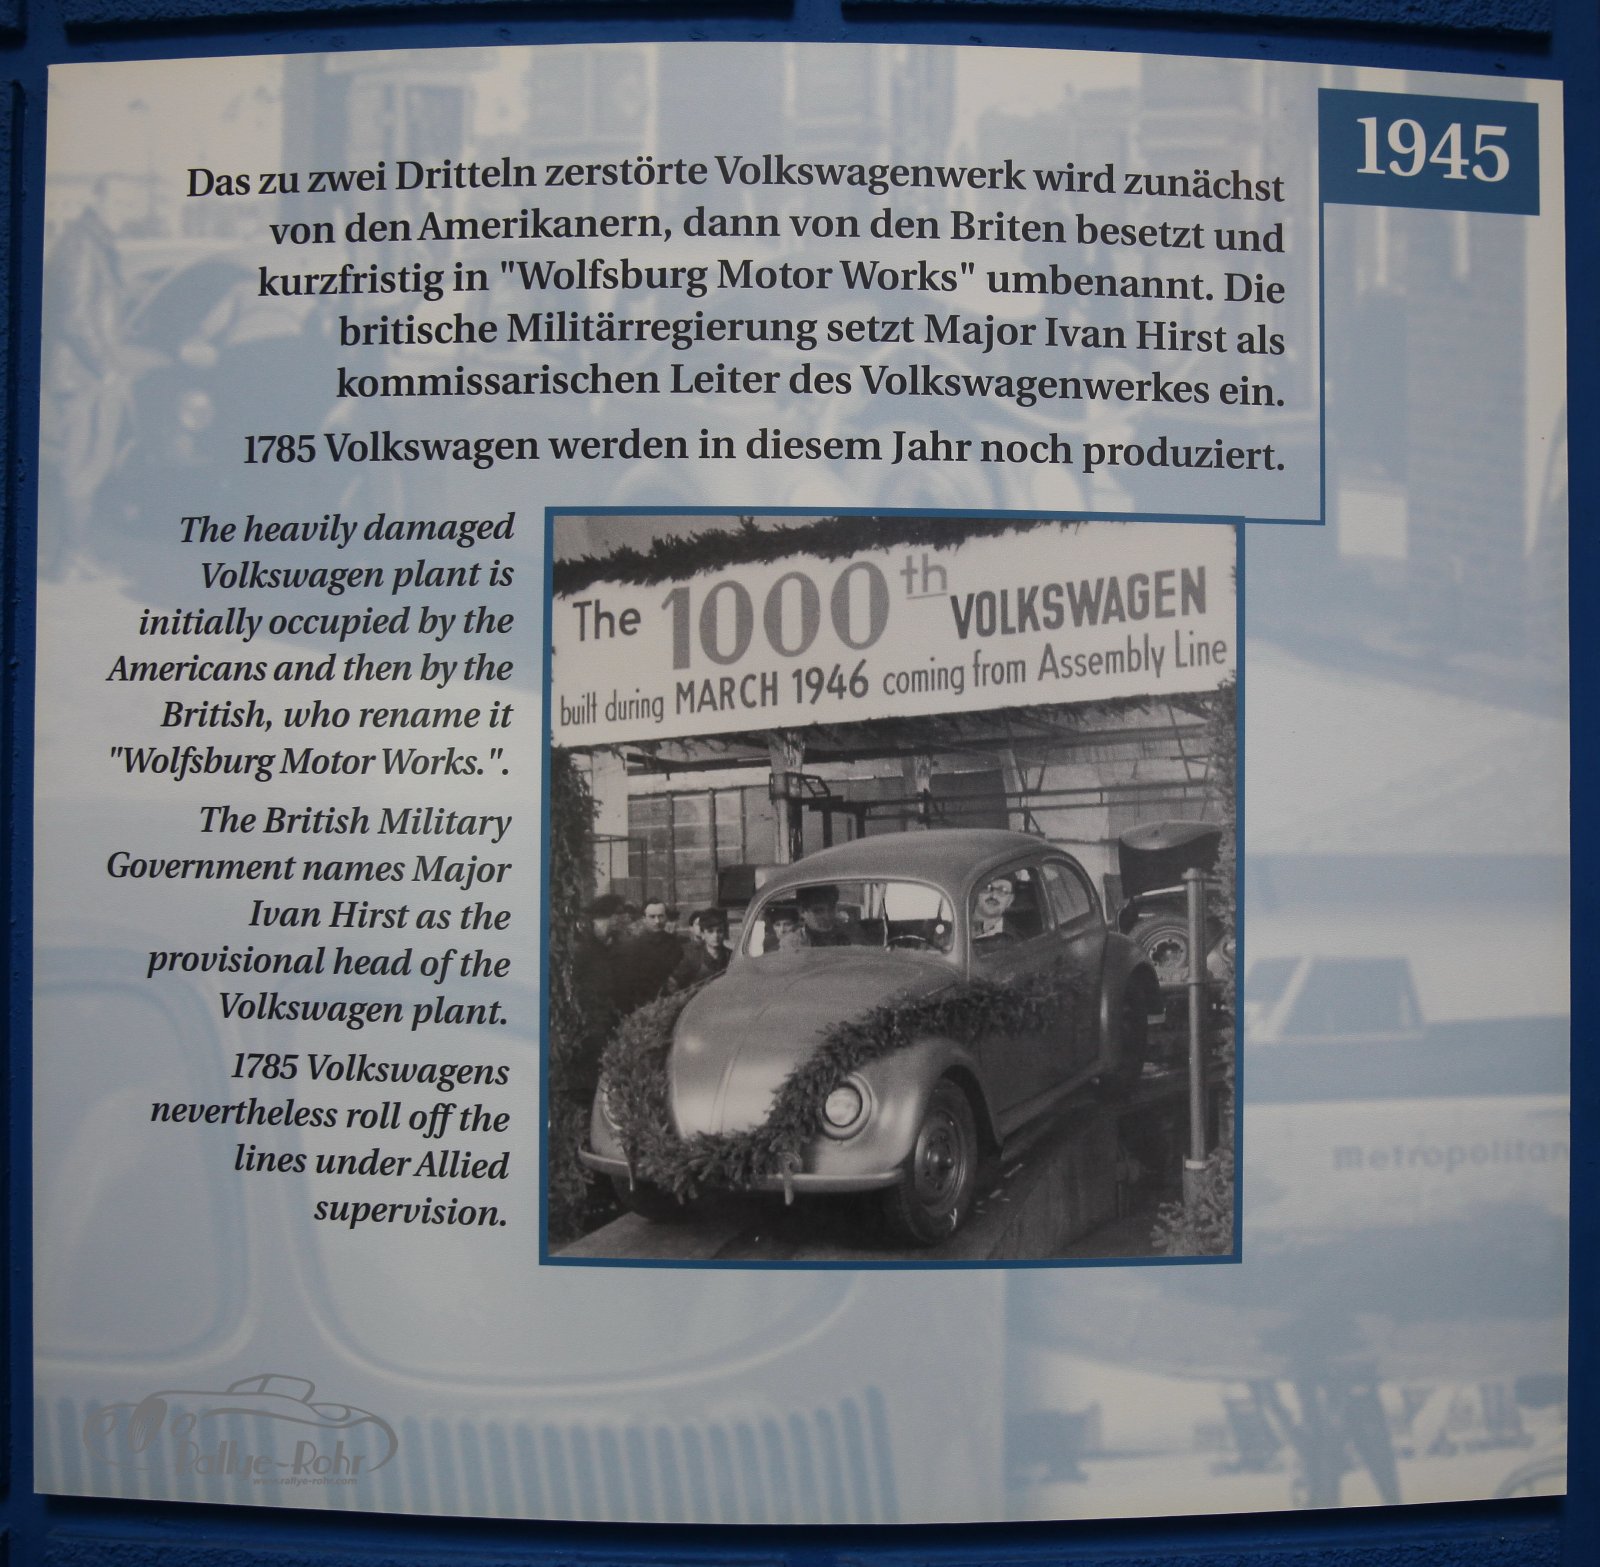 1945
Das zu zwei Dritteln zerstörte Volkswagenwerk wird zunächst
von den Amerikanern, dann von den Briten besetzt und
kurzfristig in "Wolfsburg Motor Works" umbenannt. Die
britische Militärregierung setzt Major Ivan Hirst als
kommissarischen Leiter des Volkswagenwerkes ein.
1785 Volkswagen werden in diesem Jahr noch produziert.
The heavily damaged
Volkswagen plant is
initially occupied by the
Americans and then by the
British, who rename it
"Wolfsburg Motor Works.".
The British Military
Government names Major
Ivan Hirst as the
provisional head of the
Volkswagen plant.
1785 Volkswagens
nevertheless roll off the
lines under Allied
supervision.
The 1000th VOLKSWAGEN
built during MARCH 1946 coming from Assembly Line
metropolitan
Rallye-Rohr
www.rallye-rohr.com